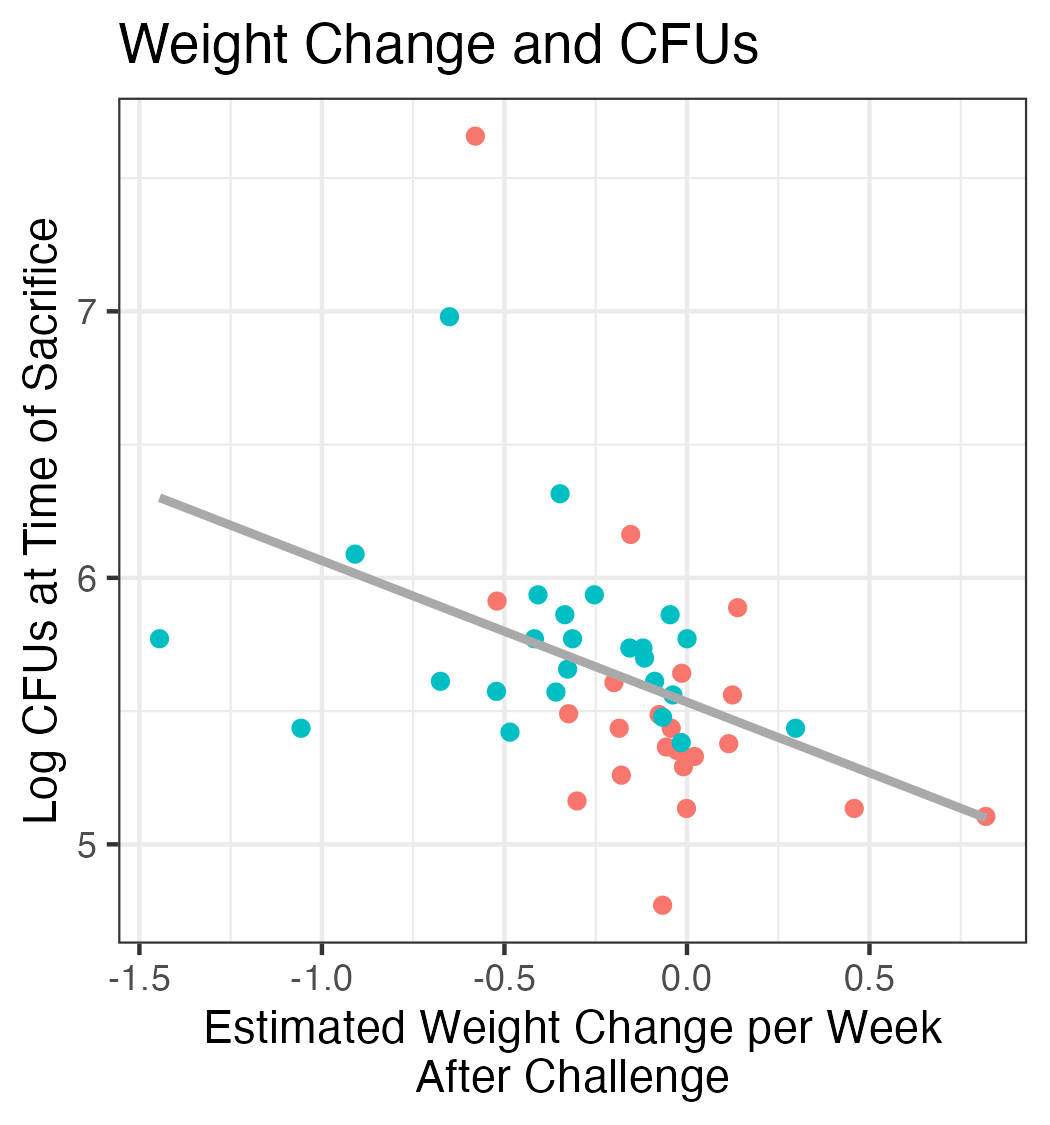 Weight Change and CFUs
Log CFUs at Time of Sacrifice
7
6
5
-1.5
-1.0
-0.5
0.0
0.5
Estimated Weight Change per Week
After Challenge